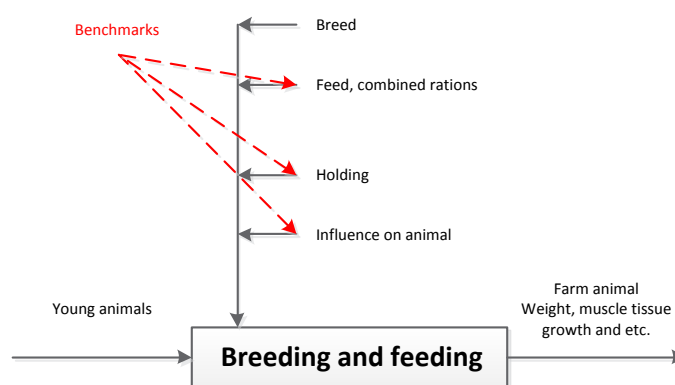 Benchmarks
Breed
Feed, combined rations
Holding
Influence on animal
Young animals
Farm animal
Weight, muscle tissue
growth and etc.
Breeding and feeding